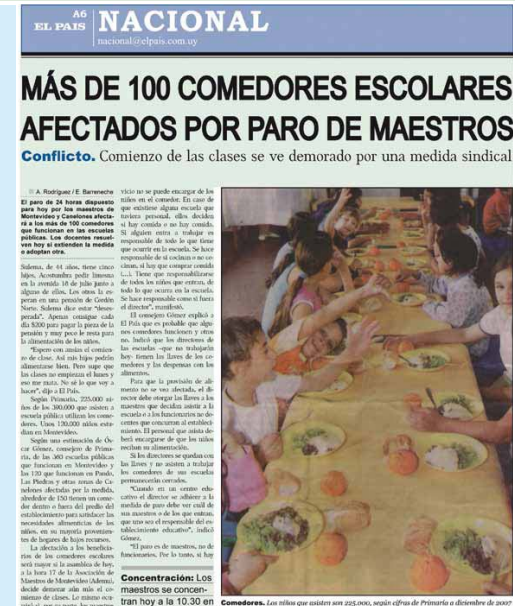 A6
EL PAIS
NACIONAL
nacional@elpais.com.uy
MÁS DE 100 COMEDORES ESCOLARES
AFECTADOS POR PARO DE MAESTROS
Conflicto. Comienzo de las clases se ve demorado por una medida sindical
A. Rodríguez / E. Barreneche
El paro de 24 horas dispuesto
para hoy por los maestros de
Montevideo y Canelones afecta-
rá a los más de 100 comedores
que funcionan en las escuelas
públicas. Los docentes resuel-
ven hoy si extienden la medida
o adoptan otra.
Sulema, de 44 años, tiene cinco
hijos. Acostumbra pedir limosna
en la avenida 18 de julio junto a
alguno de ellos. Los otros la es-
peran en una pensión de Cordón
Norte. Sulema dice estar "deses-
perada". Apenas consigue cada
día $200 para pagar la pieza de la
pensión y muy poco le resta para
la alimentación de los niños.
"Espero con ansias el comien-
zo de clase. Así mis hijos podrán
alimentarse bien. Pero supe que
las clases no empiezan el lunes y
eso me mata. No sé lo que voy a
hacer", dijo a El País.
Según Primaria, 225.000 ni-
ños de los 390.000 que asisten a
escuela pública utilizan los come-
dores. Unos 120.000 niños estu-
dian en Montevideo.
Según una estimación de Ós-
car Gómez, consejero de Prima-
ria, de las 360 escuelas públicas
que funcionan en Montevideo y
las 120 que funcionan en Pando,
Las Piedras y otras zonas de Ca-
nelones afectadas por la medida,
alrededor de 150 tienen un come-
dor dentro o fuera del predio del
establecimiento para satisfacer las
necesidades alimenticias de los
niños, en su mayoría provenien-
tes de hogares de bajos recursos.
La afectación a los beneficia-
rios de los comedores escolares
será mayor si la asamblea de hoy,
a la hora 17 de la Asociación de
Maestros de Montevideo (Ademu),
decide demorar aún más el co-
mienzo de clases. Lo mismo ocu-
vicio no se puede encargar de los
niños en el comedor. En caso de
que existiese alguna escuela que
tuviera personal, ellos deciden
si hay comida o no hay comida.
Si alguien entra a trabajar es
responsable de todo lo que tiene
que ocurrir en la escuela. Se hace
responsable de si cocinan o no co-
cinan, si hay que comprar comida
(...). Tiene que responsabilizarse
de todos los niños que entran, de
todo lo que ocurra en la escuela.
Se hace responsable como si fuera
el director", manifestó.
El consejero Gómez explicó a
El País que es probable que algu-
nos comedores funcionen y otros
no. Indicó que los directores de
las escuelas -que no trabajarán
hoy- tienen las llaves de los co-
medores y las despensas con los
alimentos.
Para que la provisión de ali-
mento no se vea afectada, el di-
rector debe otorgar las llaves a los
maestros que decidan asistir a la
escuela o a los funcionarios no do-
centes que concurran al estableci-
miento. El personal que asista de-
berá encargarse de que los niños
reciban su alimentación.
Si los directores se quedan con
las llaves y no asisten a trabajar
los comedores de sus escuelas
permanecerán cerrados.
"Cuando en un centro edu-
cativo el director se adhiere a la
medida de paro debe ver cuál de
sus maestros o de los que entran,
que uno sea el responsable del es-
tablecimiento educativo", indicó
Gómez.
"El paro es de maestros, no de
funcionarios. Por lo tanto, si hay
Concentración: Los
maestros se concen-
tran hoy a la 10.30 en
Comedores. Los niños que asisten son 225.000, según cifras de Primaria a diciembre de 2007